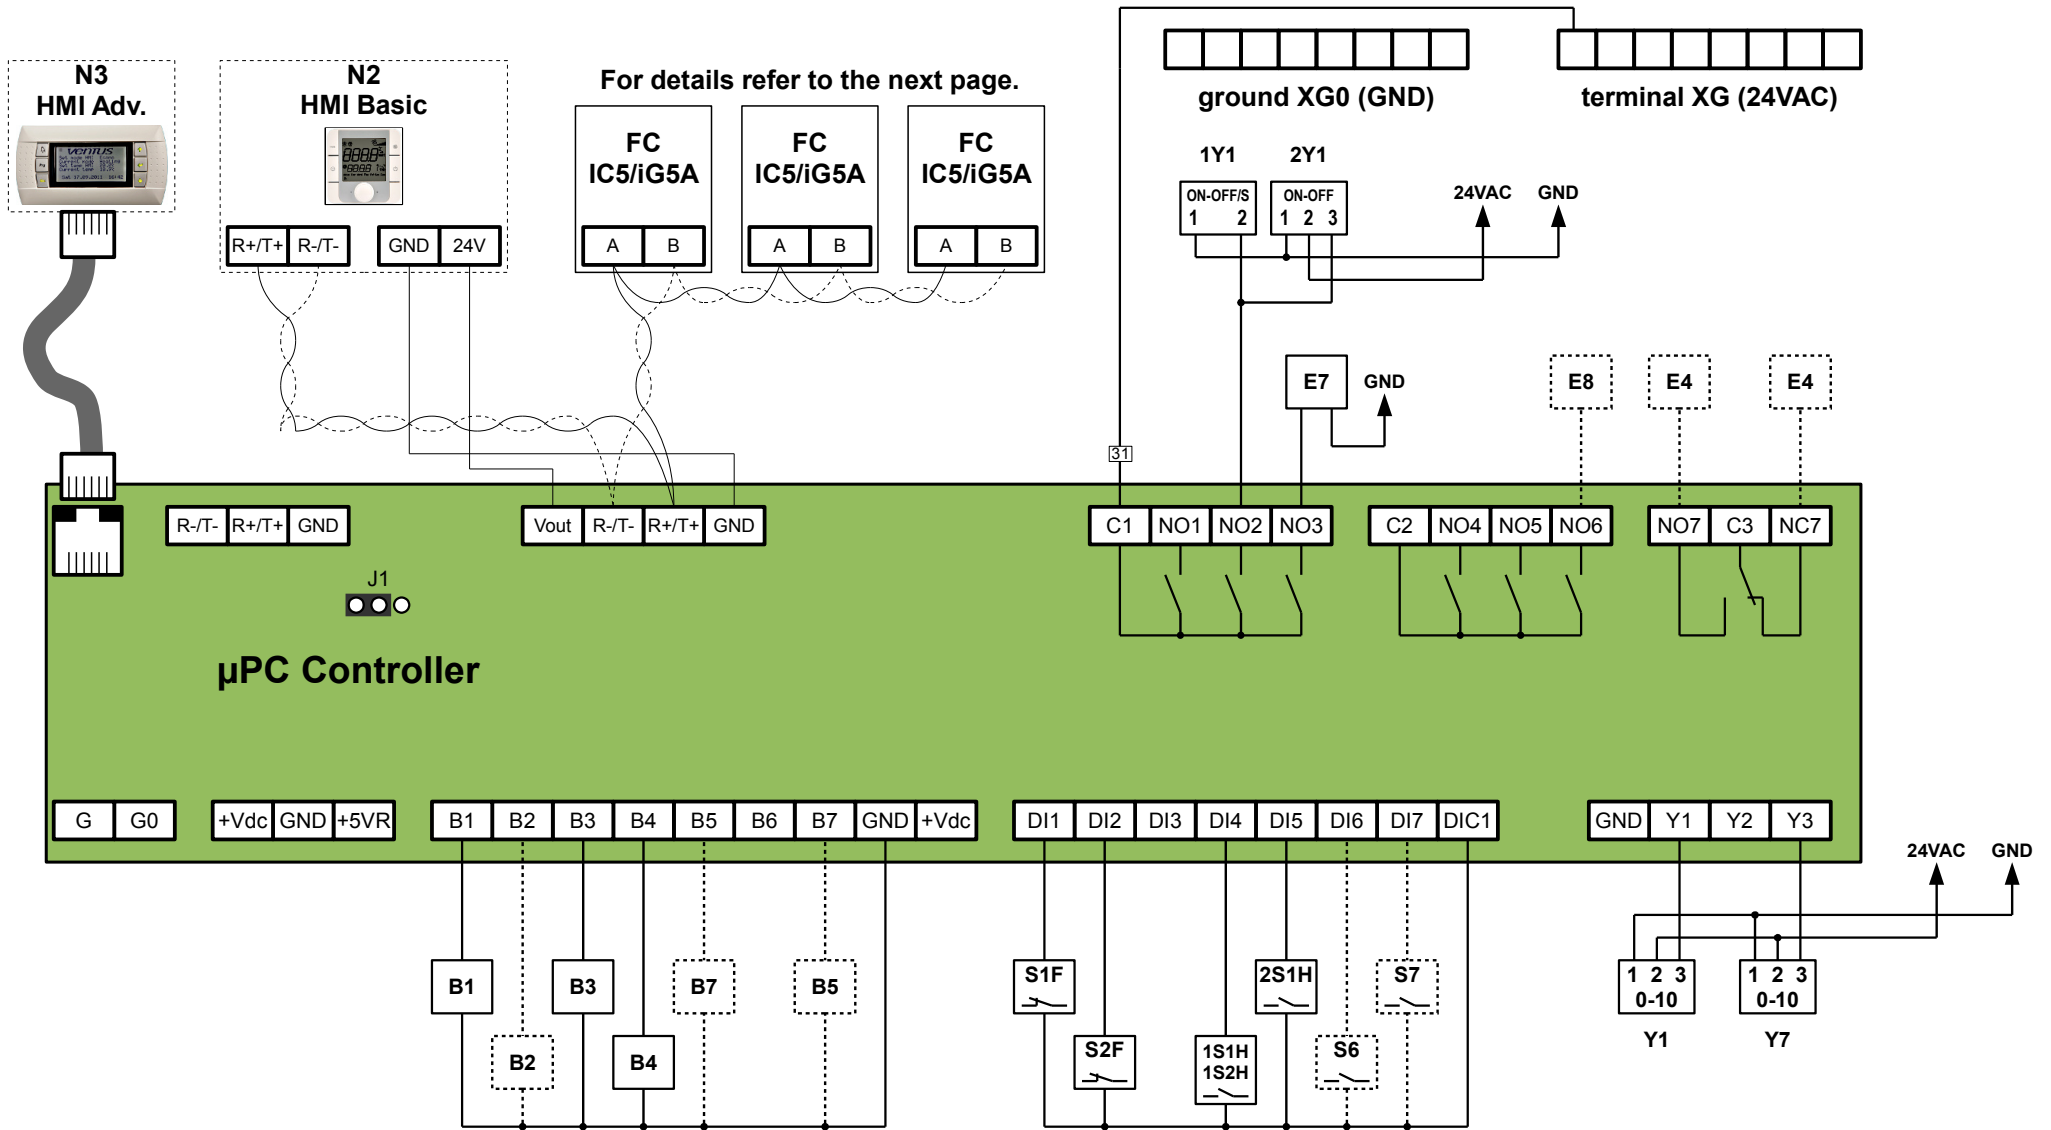 N3
HMI Adv.
VENTUS
N2
HMI Basic
For details refer to the next page.
FC
IC5/iG5A
FC
IC5/iG5A
FC
IC5/iG5A
ground XG0 (GND)
terminal XG (24VAC)
1Y1
2Y1
ON-OFF/S
1 2
ON-OFF
1 2 3
24VAC
GND
R+/T+
R-/T-
GND
24V
A
B
A
B
A
B
E7
GND
E8
E4
E4
31
R-/T-
R+/T+
GND
Vout
R-/T-
R+/T+
GND
C1
NO1
NO2
NO3
C2
NO4
NO5
NO6
NO7
C3
NC7
J1
µPC Controller
G
G0
+Vdc
GND
+5VR
B1
B2
B3
B4
B5
B6
B7
GND
+Vdc
DI1
DI2
DI3
DI4
DI5
DI6
DI7
DIC1
GND
Y1
Y2
Y3
24VAC
GND
B1
B3
B7
B5
S1F
2S1H
S7
1 2 3
0-10
1 2 3
0-10
B2
B4
S2F
1S1H
1S2H
S6
Y1
Y7